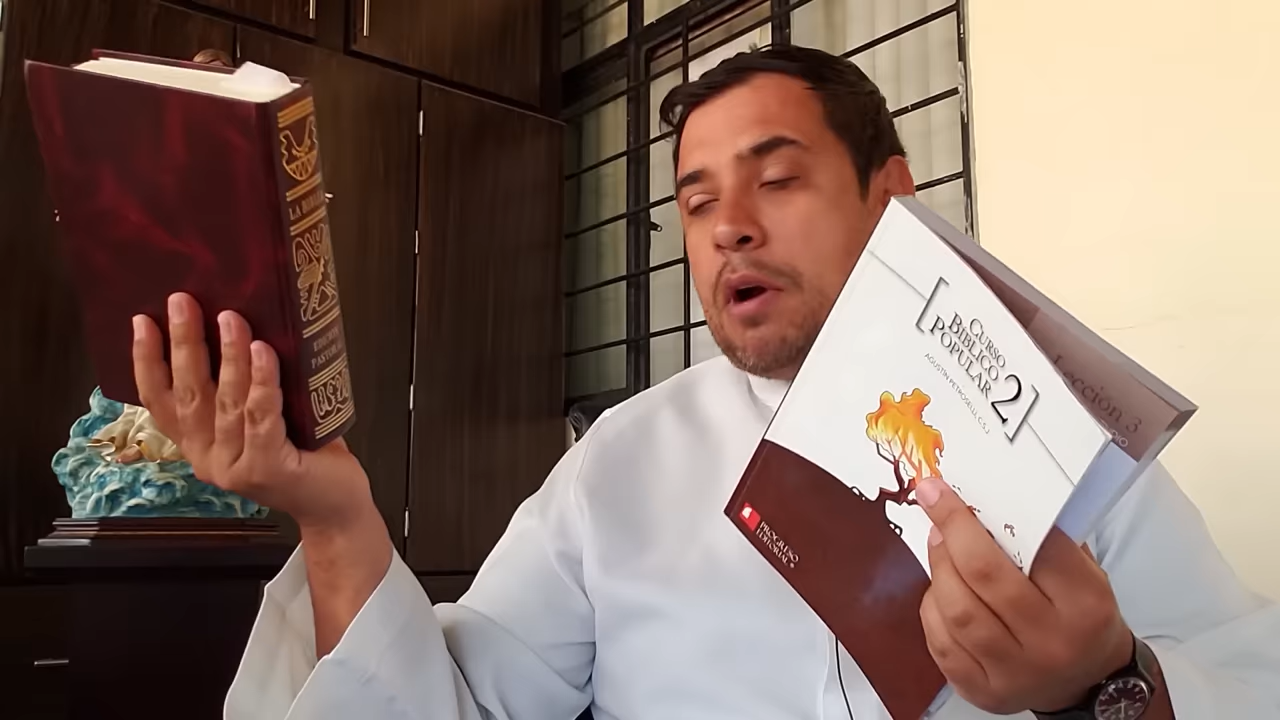 LA BIBLIA
EDICIÓN
PASTORAL
[CURSO
BÍBLICO
POPULAR 2]
AGUSTÍN PETROSELLI, C.S.J.
PROGRESO
EDITORIAL
Lección 3